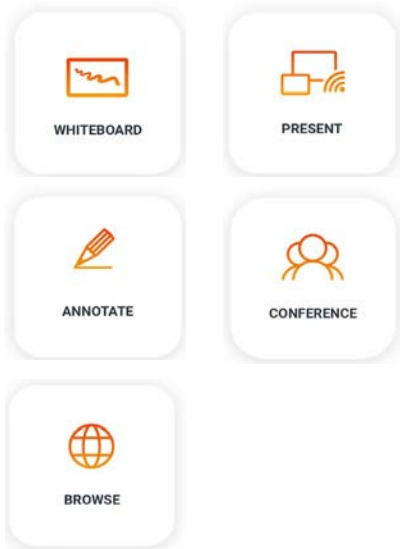 WHITEBOARD
PRESENT
ANNOTATE
CONFERENCE
BROWSE